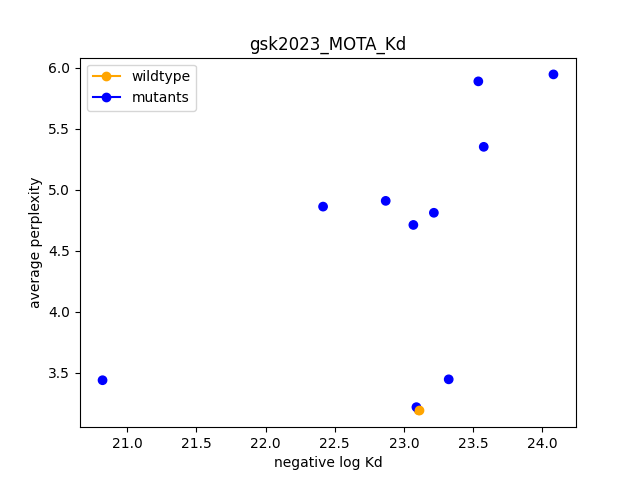 gsk2023_MOTA_Kd
wildtype
mutants
6.0
5.5
5.0
4.5
4.0
3.5
average perplexity
21.0 21.5 22.0 22.5 23.0 23.5 24.0
negative log Kd